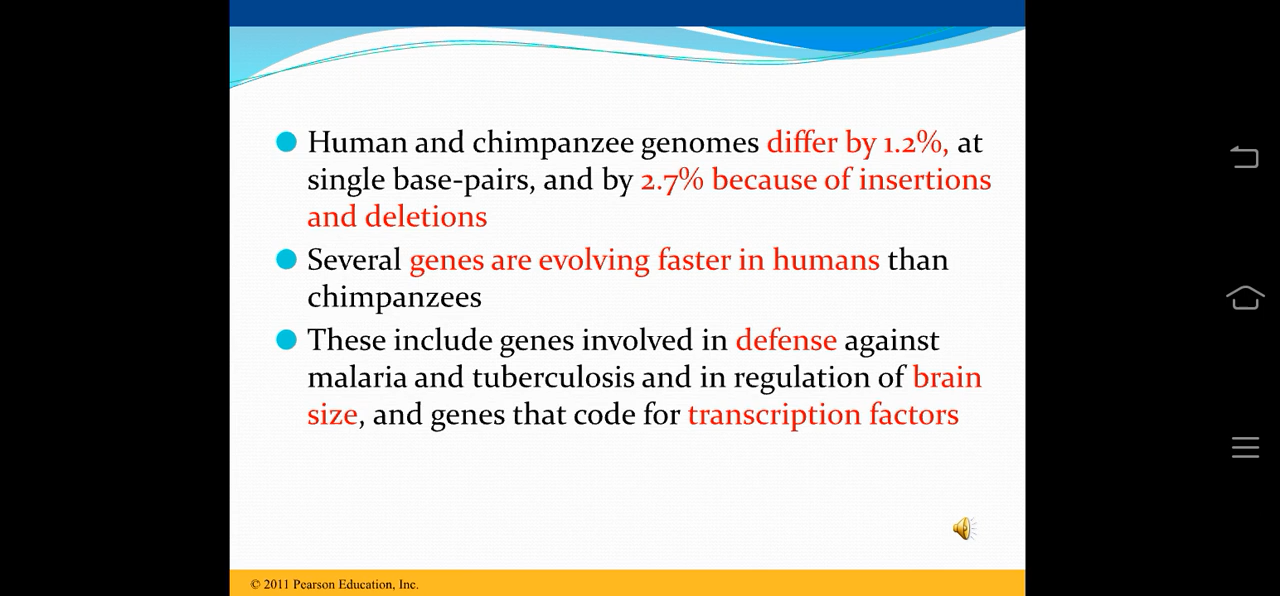 Human and chimpanzee genomes differ by 1.2%, at
single base-pairs, and by 2.7% because of insertions
and deletions
Several genes are evolving faster in humans than
chimpanzees
These include genes involved in defense against
malaria and tuberculosis and in regulation of brain
size, and genes that code for transcription factors
© 2011 Pearson Education, Inc.